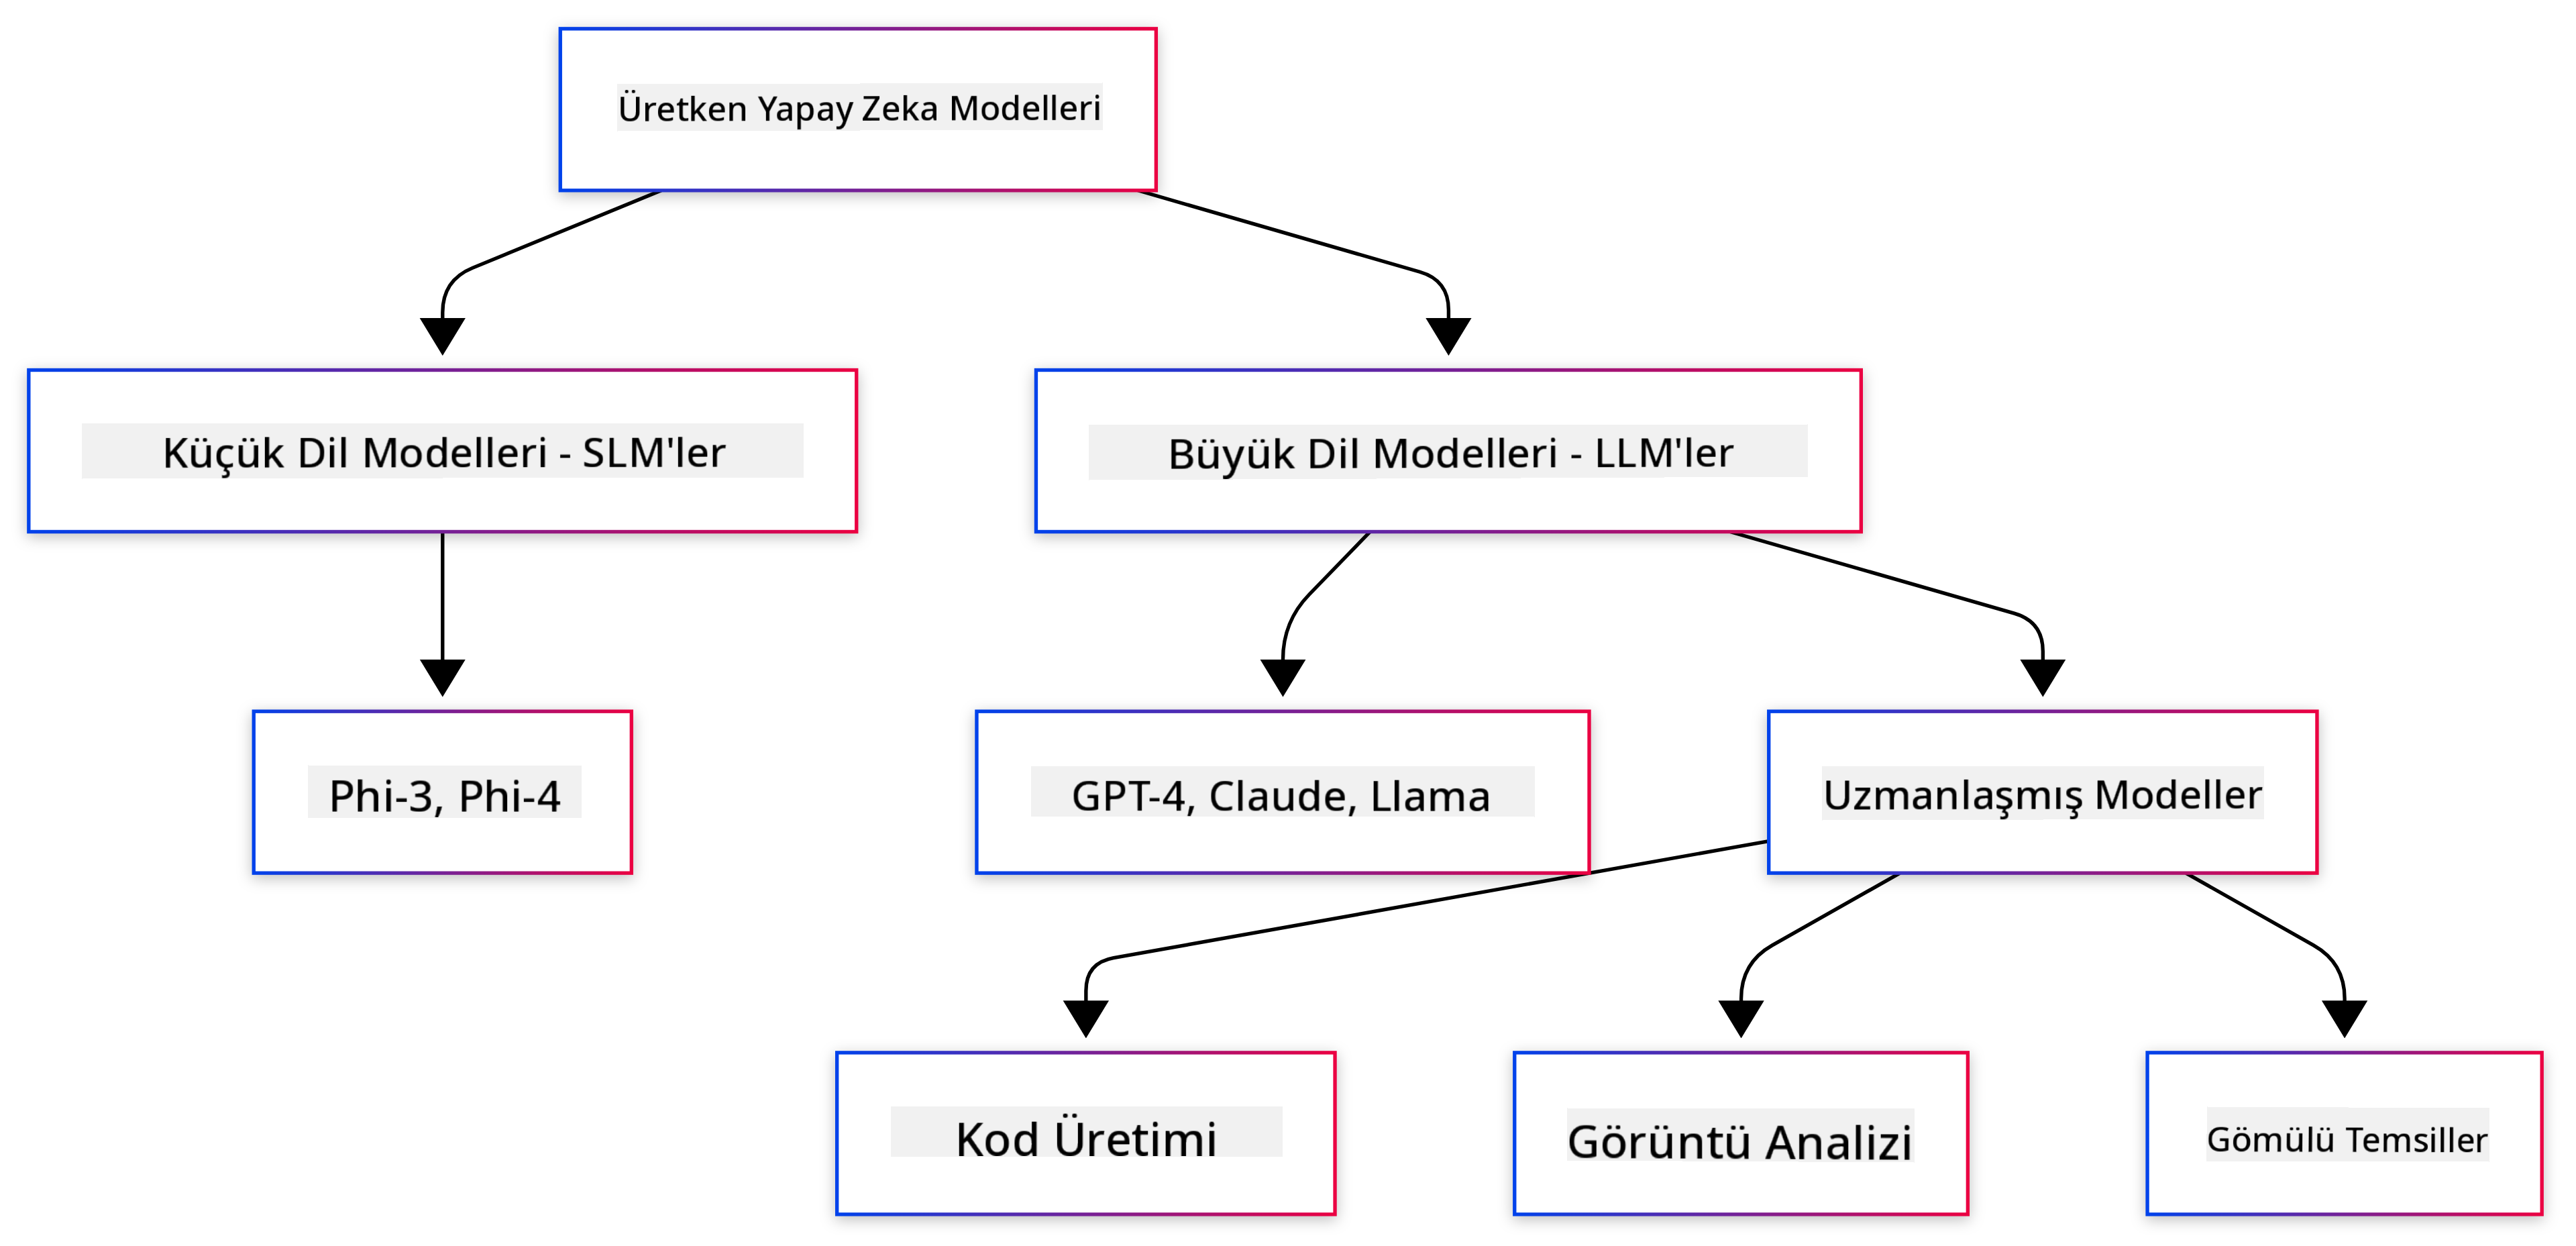 Üretken Yapay Zeka Modelleri
Küçük Dil Modelleri - SLM'ler
Büyük Dil Modelleri - LLM'ler
Phi-3, Phi-4
GPT-4, Claude, Llama
Uzmanlaşmış Modeller
Kod Üretimi
Görüntü Analizi
Gömülü Temsiller